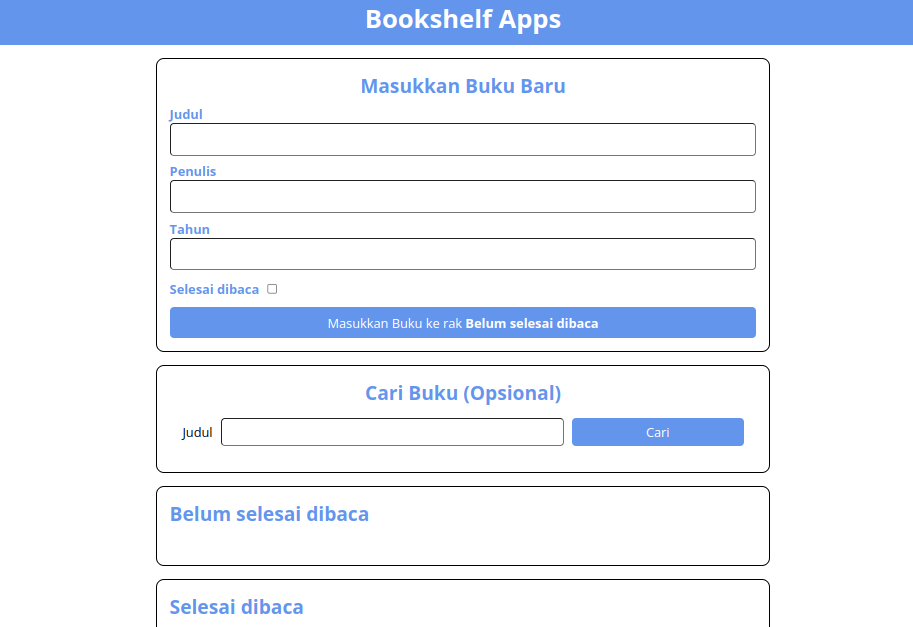 Bookshelf Apps
Masukkan Buku Baru
Judul
Penulis
Tahun
Selesai dibaca
Masukkan Buku ke rak Belum selesai dibaca
Cari Buku (Opsional)
Judul
Cari
Belum selesai dibaca
Selesai dibaca